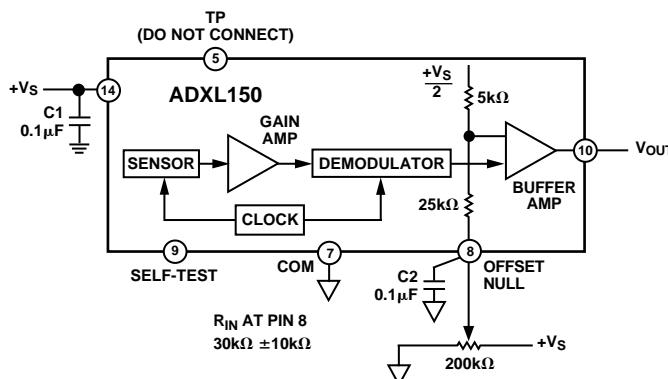 TP
(DO NOT CONNECT)
5
+VS
14
C1
0.1µF
ADXL150
+VS
2
5kΩ
GAIN
AMP
SENSOR
DEMODULATOR
BUFFER
AMP
10
VOUT
CLOCK
25kΩ
9
SELF-TEST
COM
7
8
OFFSET
NULL
C2
0.1µF
RIN AT PIN 8
30kΩ ±10kΩ
200kΩ
+VS